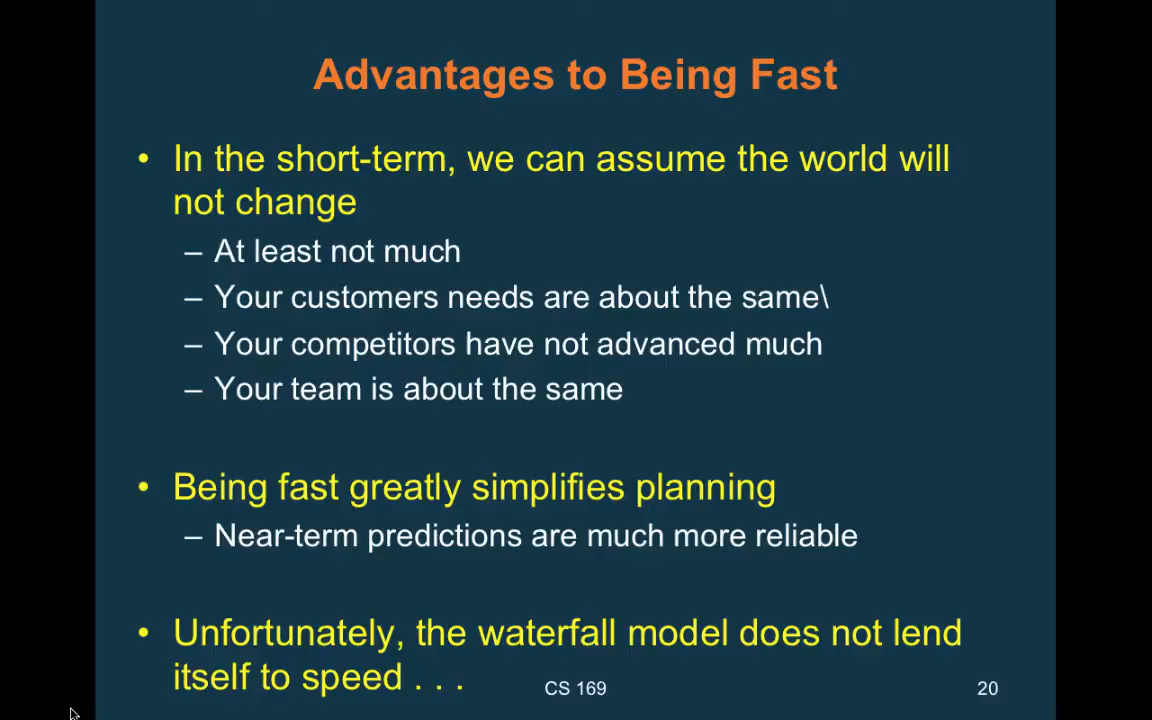 Advantages to Being Fast
• In the short-term, we can assume the world will
not change
– At least not much
– Your customers needs are about the same\
– Your competitors have not advanced much
– Your team is about the same
• Being fast greatly simplifies planning
– Near-term predictions are much more reliable
• Unfortunately, the waterfall model does not lend
itself to speed . . .
CS 169
20